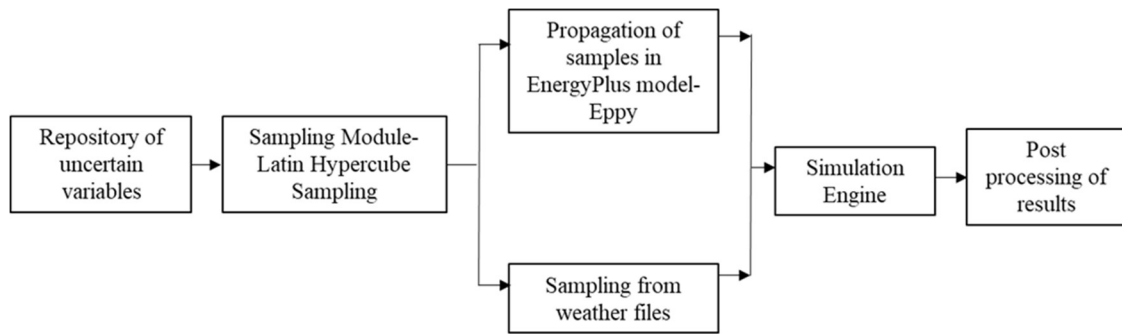 Repository of
uncertain
variables
Sampling Module-
Latin Hypercube
Sampling
Propagation of
samples in
EnergyPlus model-
Eppy
Sampling from
weather files
Simulation
Engine
Post
processing of
results